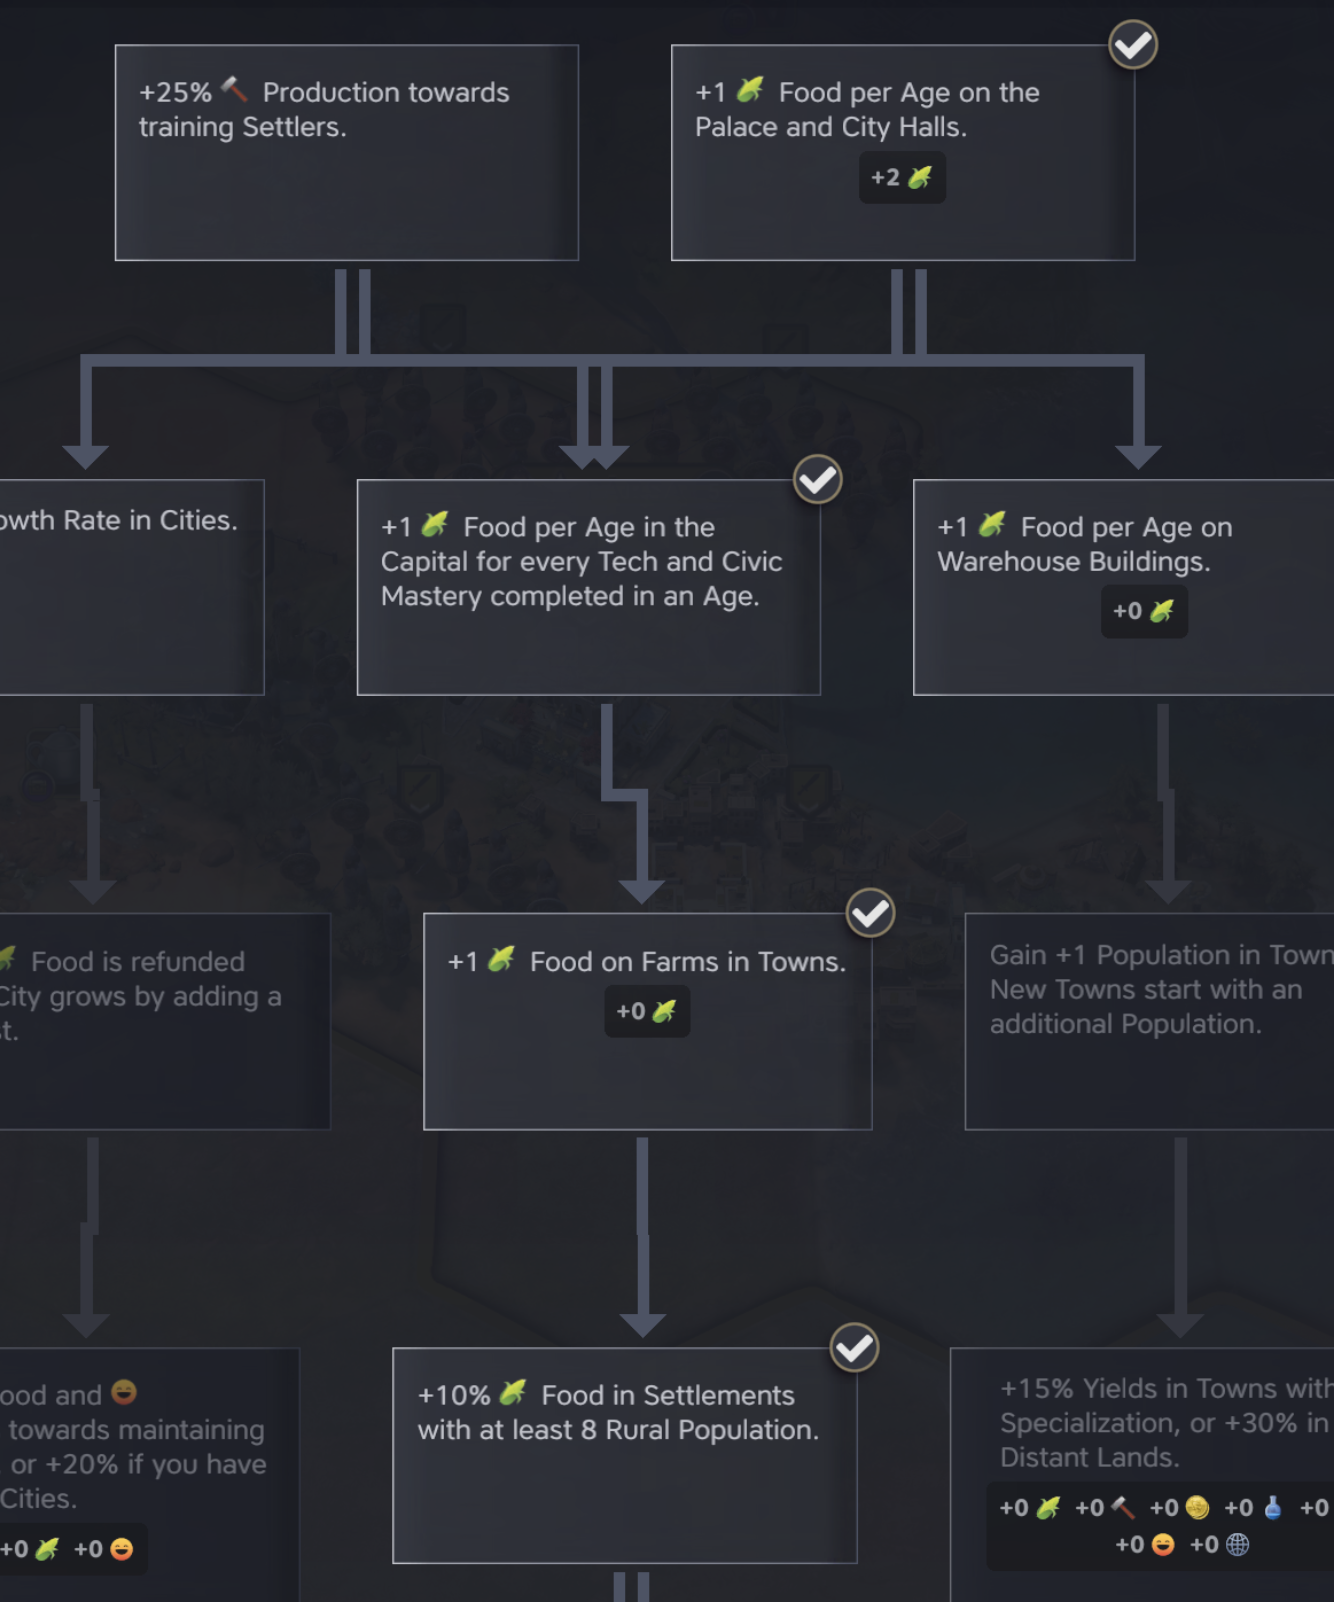 +25% Production towards
training Settlers.
+1 Food per Age on the
Palace and City Halls.
+2
owth Rate in Cities.
+1 Food per Age in the
Capital for every Tech and Civic
Mastery completed in an Age.
+1 Food per Age on
Warehouse Buildings.
+0
Food is refunded
City grows by adding a
st.
+1 Food on Farms in Towns.
+0
Gain +1 Population in Town
New Towns start with an
additional Population.
ood and
towards maintaining
or +20% if you have
Cities.
+0 +0
+10% Food in Settlements
with at least 8 Rural Population.
+15% Yields in Towns with
Specialization, or +30% in
Distant Lands.
+0 +0 +0 +0 +0
+0 +0